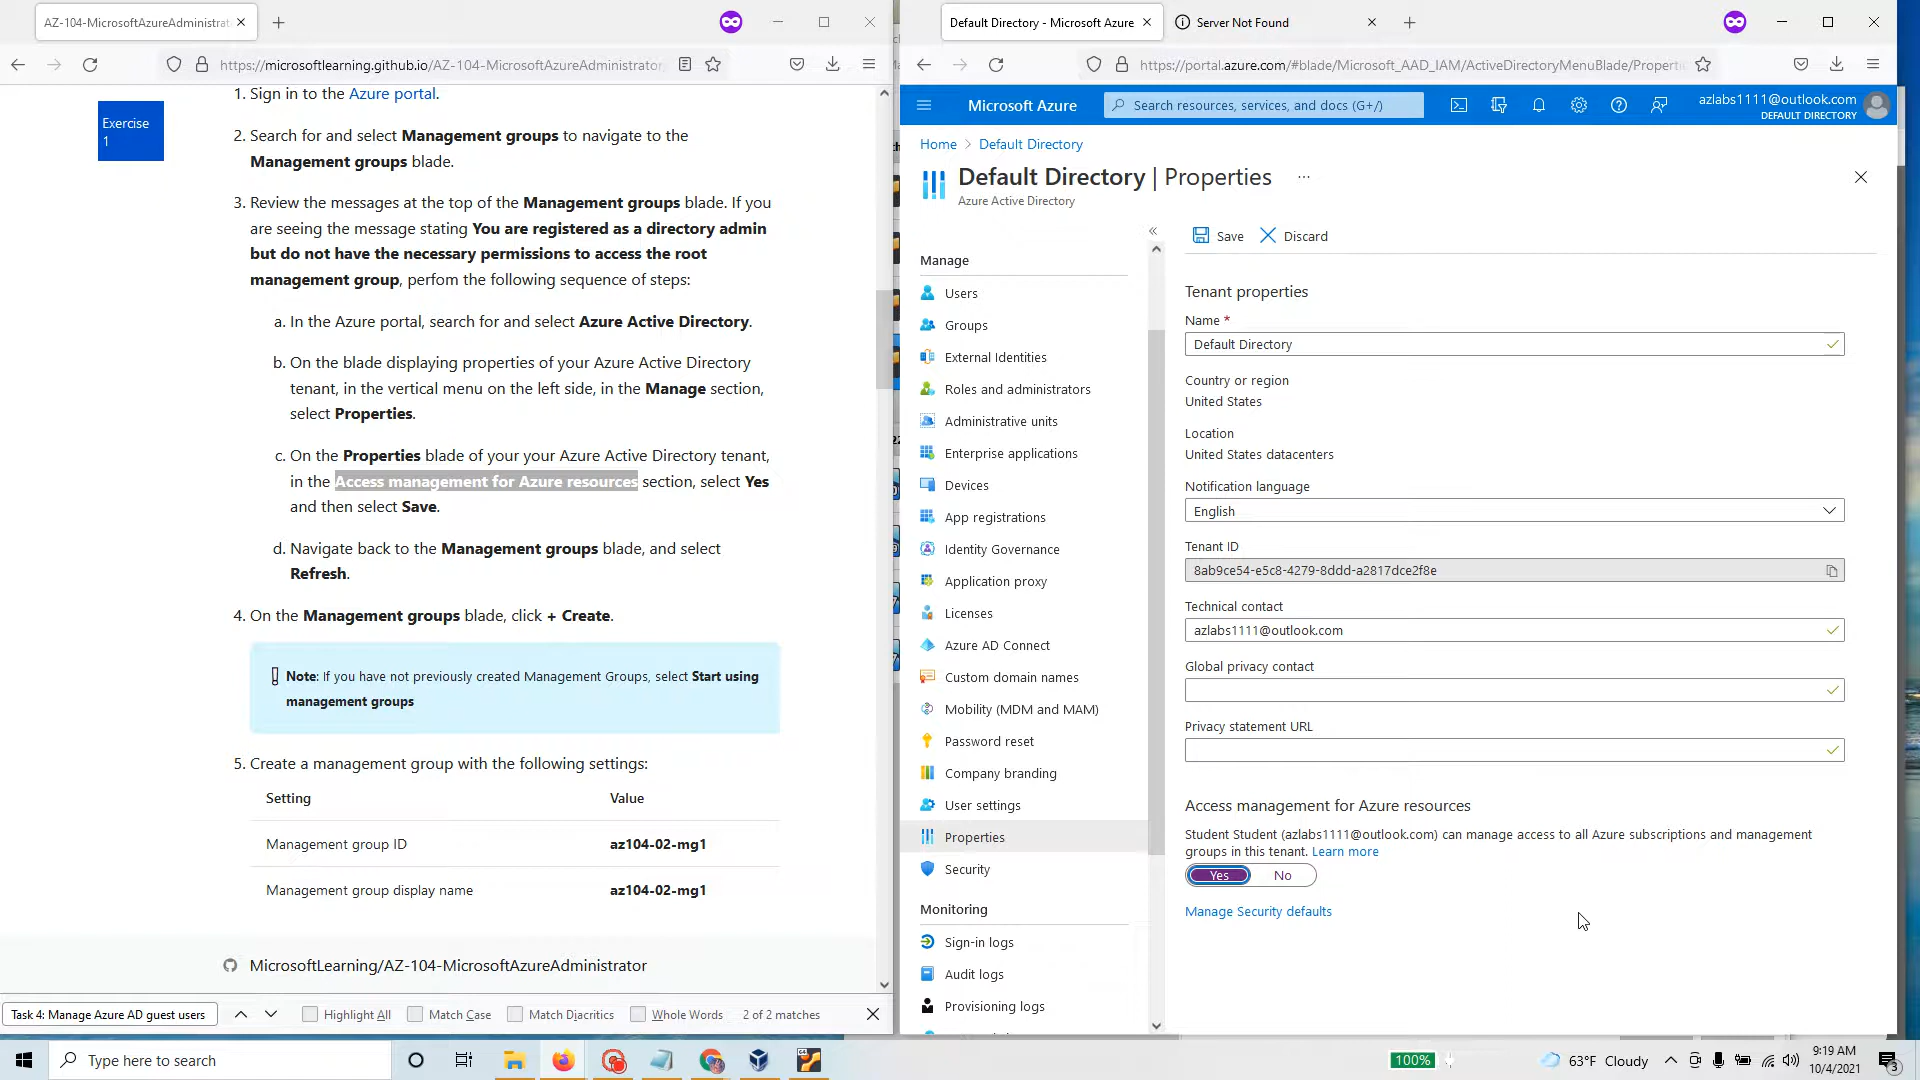 AZ-104-MicrosoftAzureAdministrat
https://microsoftlearning.github.io/AZ-104-MicrosoftAzureAdministrator
Exercise
1
1. Sign in to the Azure portal.
2. Search for and select Management groups to navigate to the
Management groups blade.
3. Review the messages at the top of the Management groups blade. If you
are seeing the message stating You are registered as a directory admin
but do not have the necessary permissions to access the root
management group, perfom the following sequence of steps:
a. In the Azure portal, search for and select Azure Active Directory.
b. On the blade displaying properties of your Azure Active Directory
tenant, in the vertical menu on the left side, in the Manage section,
select Properties.
c. On the Properties blade of your your Azure Active Directory tenant,
in the Access management for Azure resources section, select Yes
and then select Save.
d. Navigate back to the Management groups blade, and select
Refresh.
4. On the Management groups blade, click + Create.
Note: If you have not previously created Management Groups, select Start using
management groups
5. Create a management group with the following settings:
Setting Value
Management group ID az104-02-mg1
Management group display name az104-02-mg1
MicrosoftLearning/AZ-104-MicrosoftAzureAdministrator
Task 4: Manage Azure AD guest users
Highlight All Match Case Match Diacritics Whole Words 2 of 2 matches
Default Directory - Microsoft Azure
Server Not Found
https://portal.azure.com/#blade/Microsoft_AAD_IAM/ActiveDirectoryMenuBlade/Properti
Microsoft Azure
Search resources, services, and docs (G+/)
azlabs1111@outlook.com
DEFAULT DIRECTORY
Home > Default Directory
Default Directory | Properties ...
Azure Active Directory
Manage
Users
Groups
External Identities
Roles and administrators
Administrative units
Enterprise applications
Devices
App registrations
Identity Governance
Application proxy
Licenses
Azure AD Connect
Custom domain names
Mobility (MDM and MAM)
Password reset
Company branding
User settings
Properties
Security
Monitoring
Sign-in logs
Audit logs
Provisioning logs
Save Discard
Tenant properties
Name *
Default Directory
Country or region
United States
Location
United States datacenters
Notification language
English
Tenant ID
8ab9ce54-e5c8-4279-8ddd-a2817dce2f8e
Technical contact
azlabs1111@outlook.com
Global privacy contact
Privacy statement URL
Access management for Azure resources
Student Student (azlabs1111@outlook.com) can manage access to all Azure subscriptions and management
groups in this tenant. Learn more
Yes No
Manage Security defaults
Type here to search
100%
63°F Cloudy
9:19 AM
10/4/2021
3